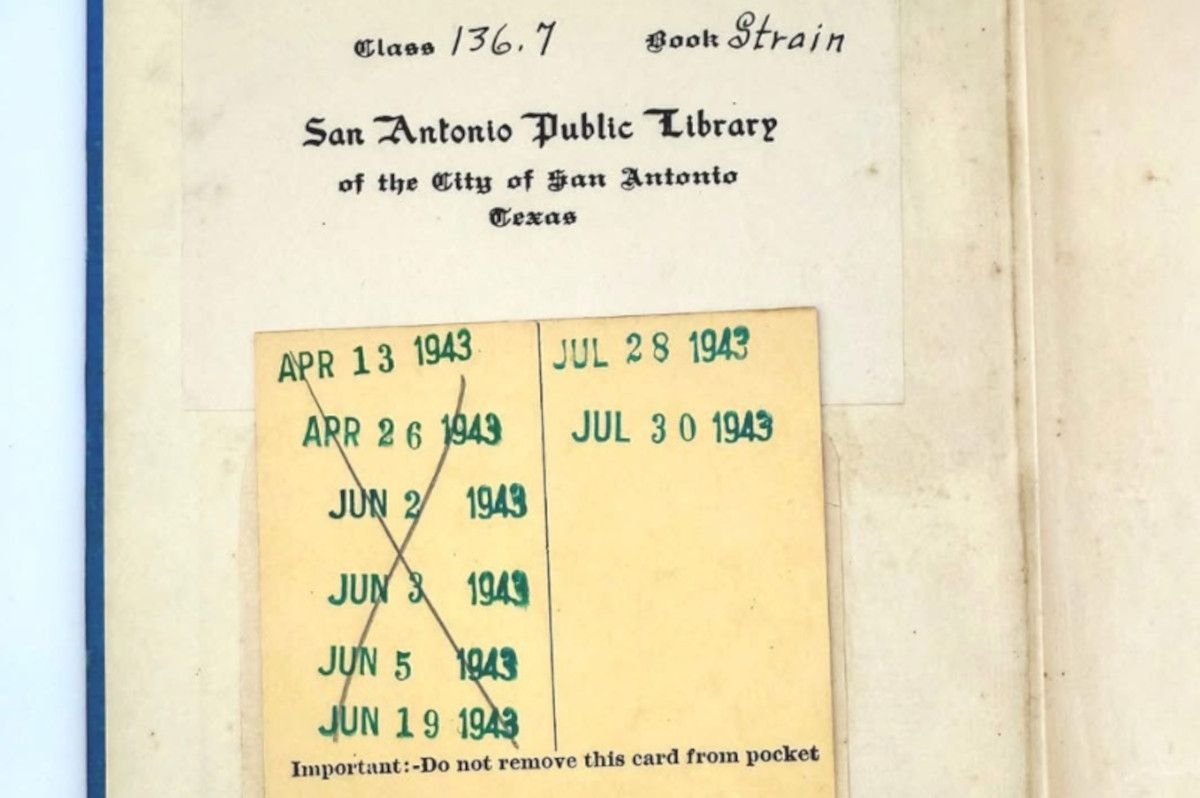 Class 136.7 Book Strain
San Antonio Public Library
of the City of San Antonio
Texas
APR 13 1943
APR 26 1943
JUN 2 1943
JUN 3 1943
JUN 5 1943
JUN 19 1943
JUL 28 1943
JUL 30 1943
Important:-Do not remove this card from pocket